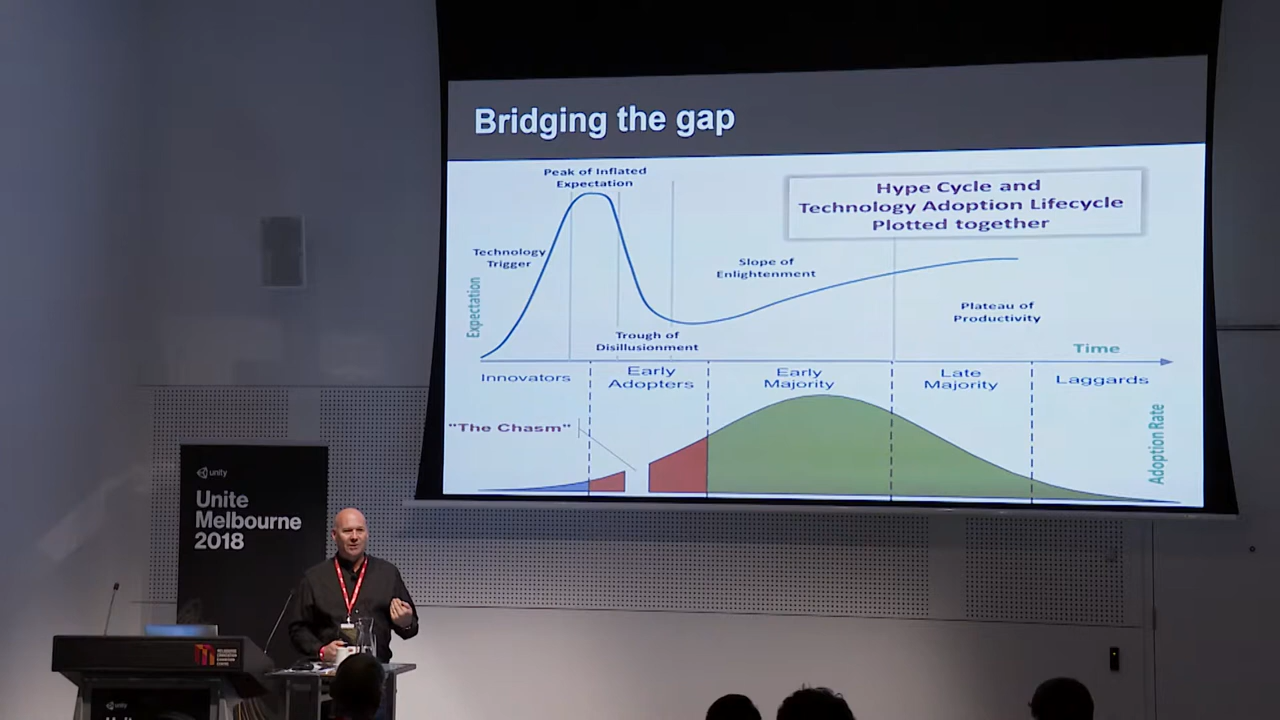 Bridging the gap
Peak of Inflated
Expectation
Hype Cycle and
Technology Adoption Lifecycle
Plotted together
Technology
Trigger
Slope of
Enlightenment
Expectation
Plateau of
Productivity
Trough of
Disillusionment
Time
Innovators
Early
Adopters
Early
Majority
Late
Majority
Laggards
"The Chasm"
Adoption Rate
unity
Unite
Melbourne
2018
unity